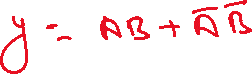 y = AB + A̅ B̅